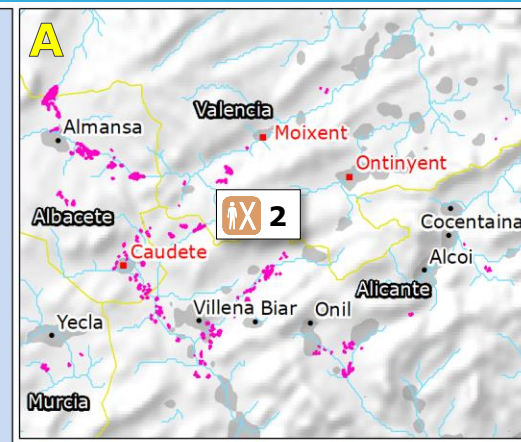 A
Valencia
Almansa
Moixent
Ontinyent
Albacete
2
Cocentaina
Caudete
Alcoi
Alicante
Villena Biar Onil
Yecla
Murcia